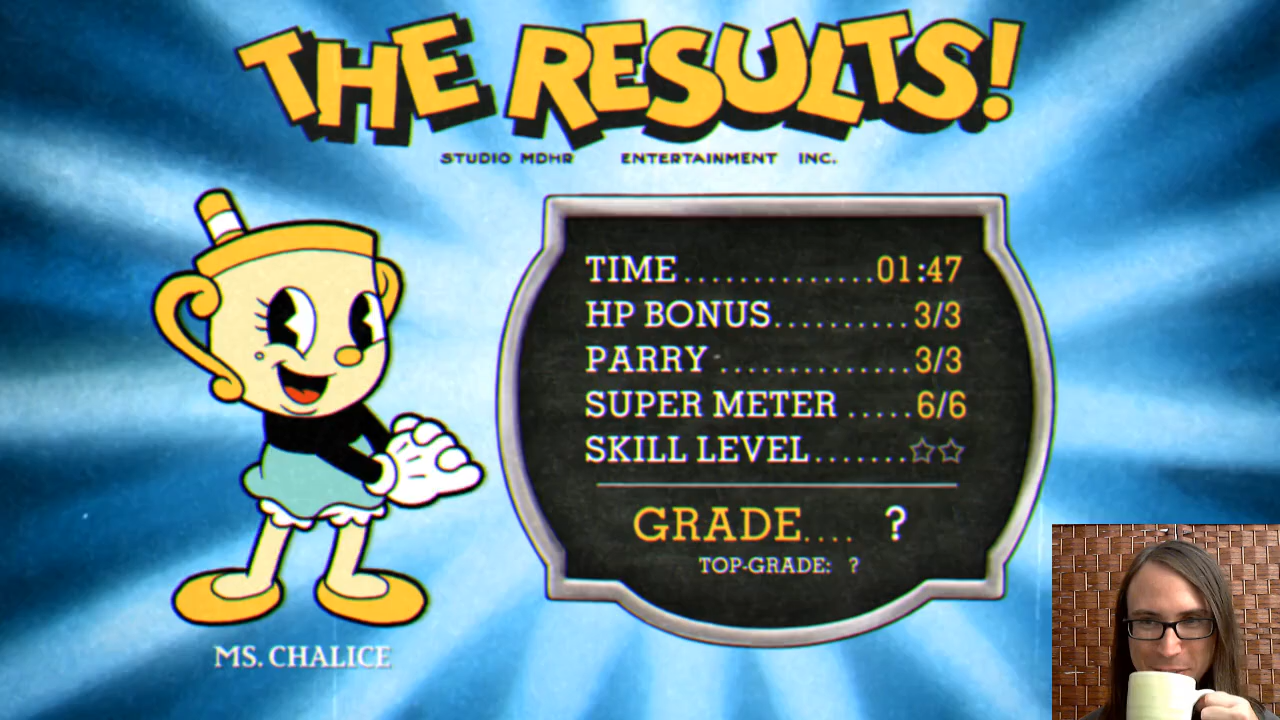 THE RESULTS!
STUDIO MDHR ENTERTAINMENT INC.
TIME..............01:47
HP BONUS..........3/3
PARRY.............3/3
SUPER METER.....6/6
SKILL LEVEL.......☆☆
GRADE.... ?
TOP-GRADE: ?
MS. CHALICE